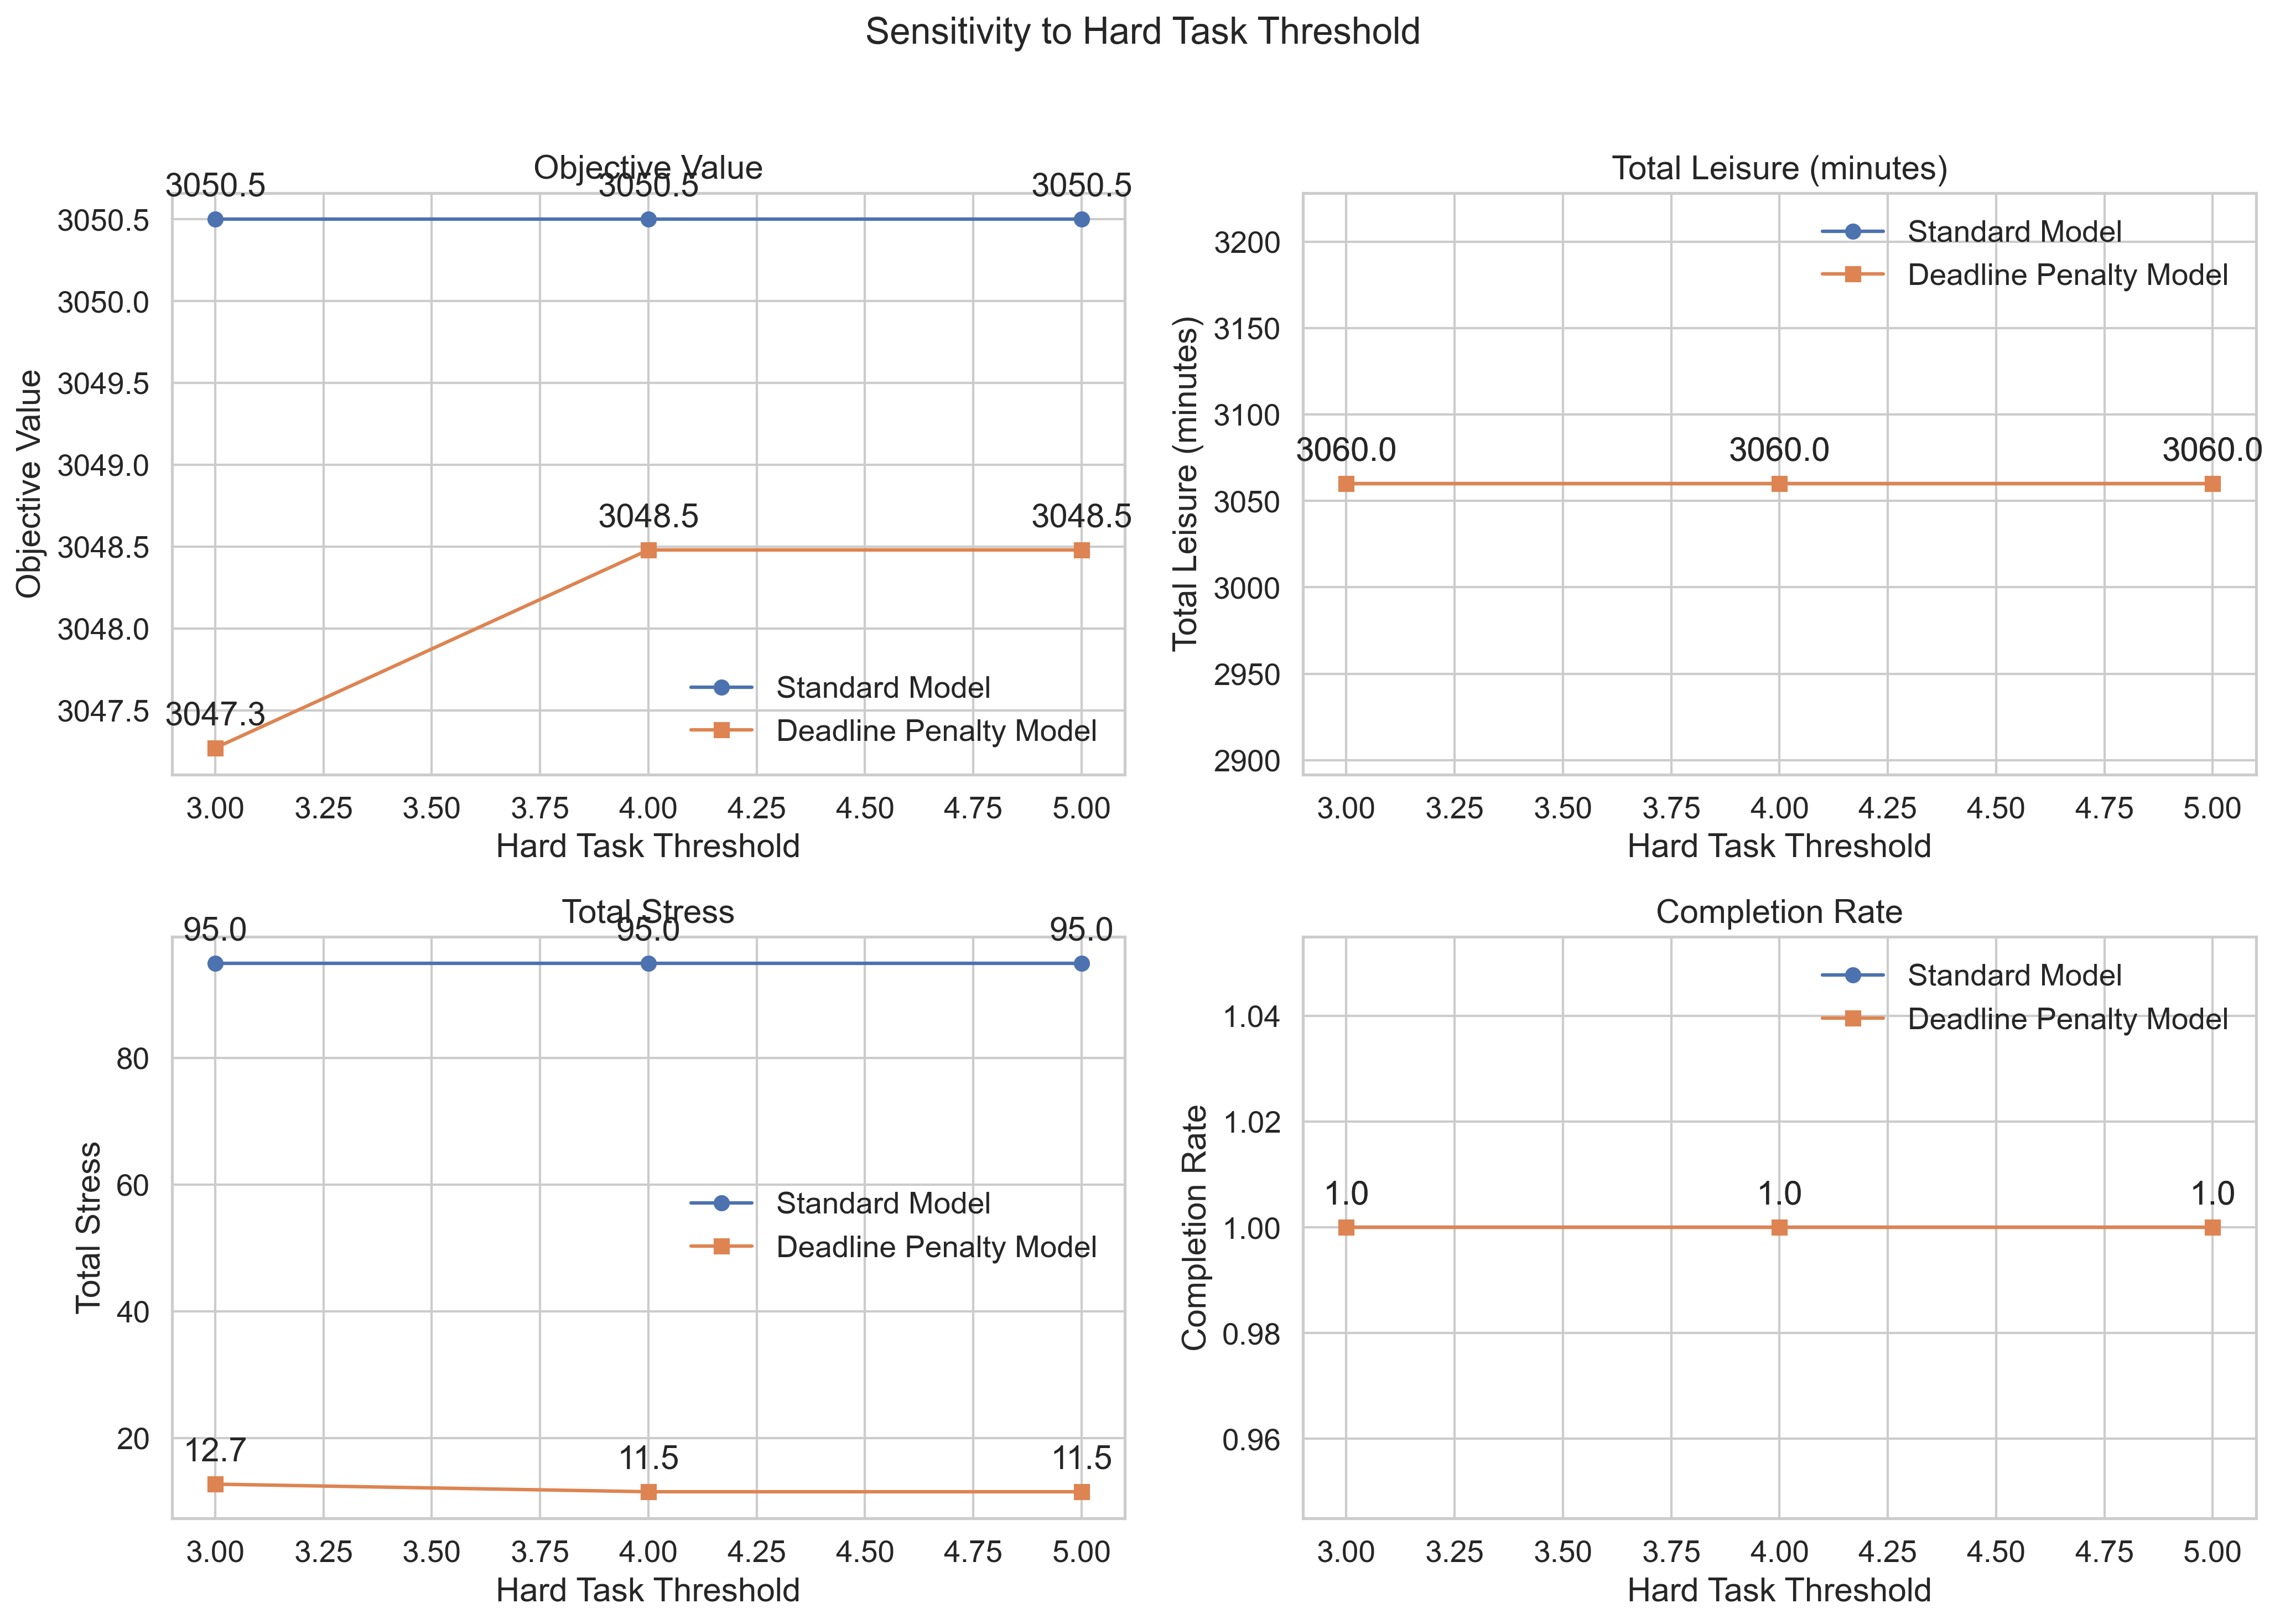 Sensitivity to Hard Task Threshold
Objective Value
3050.5
3050.5
3050.5
3050.5
3050.0
3049.5
3049.0
3048.5
3048.0
3047.5
Objective Value
3048.5
3048.5
3047.3
Standard Model
Deadline Penalty Model
3.00 3.25 3.50 3.75 4.00 4.25 4.50 4.75 5.00
Hard Task Threshold
Total Leisure (minutes)
3200
3150
3100
3050
3000
2950
2900
Total Leisure (minutes)
Standard Model
Deadline Penalty Model
3060.0
3060.0
3060.0
3.00 3.25 3.50 3.75 4.00 4.25 4.50 4.75 5.00
Hard Task Threshold
Total Stress
95.0
95.0
95.0
80
60
40
20
Total Stress
Standard Model
Deadline Penalty Model
12.7
11.5
11.5
3.00 3.25 3.50 3.75 4.00 4.25 4.50 4.75 5.00
Hard Task Threshold
Completion Rate
1.04
1.02
1.00
0.98
0.96
Completion Rate
Standard Model
Deadline Penalty Model
1.0
1.0
1.0
3.00 3.25 3.50 3.75 4.00 4.25 4.50 4.75 5.00
Hard Task Threshold